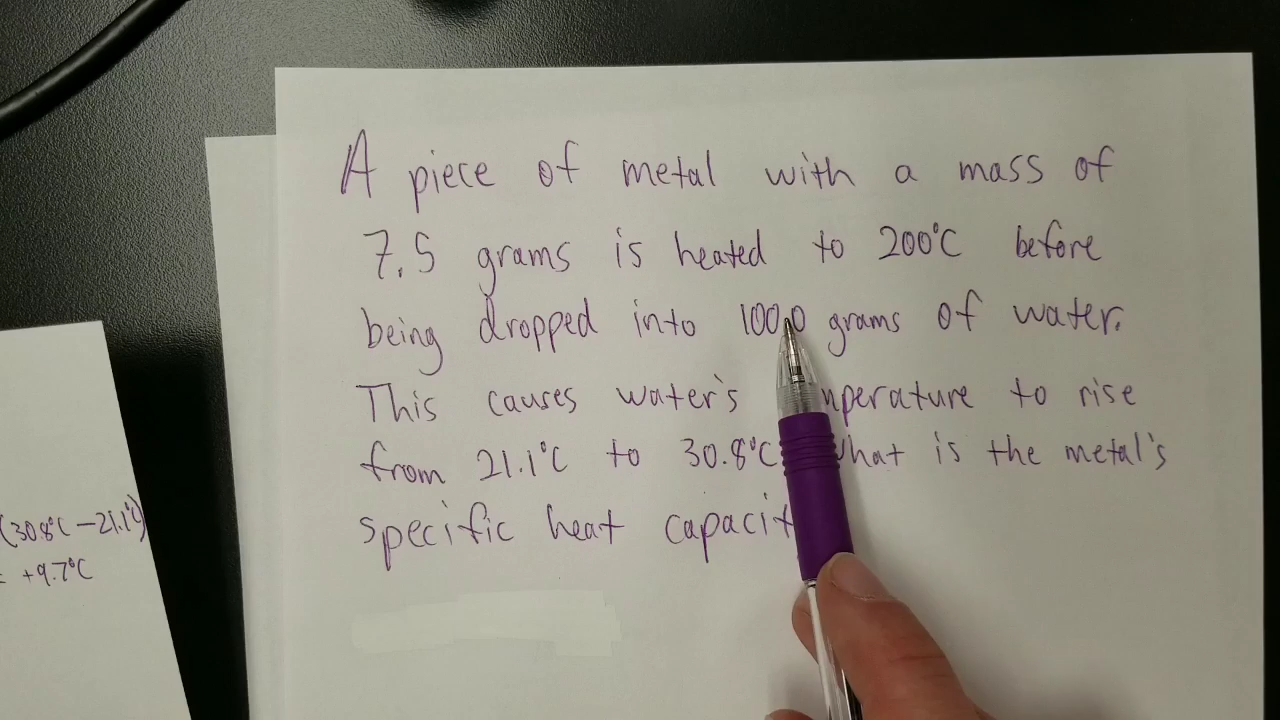 A piece of metal with a mass of
7.5 grams is heated to 200°C before
being dropped into 100.0 grams of water.
This causes water's mperature to rise
from 21.1°C to 30.8°C. What is the metal's
specific heat capacit
(30.8°C - 21.1°C)
= +9.7°C